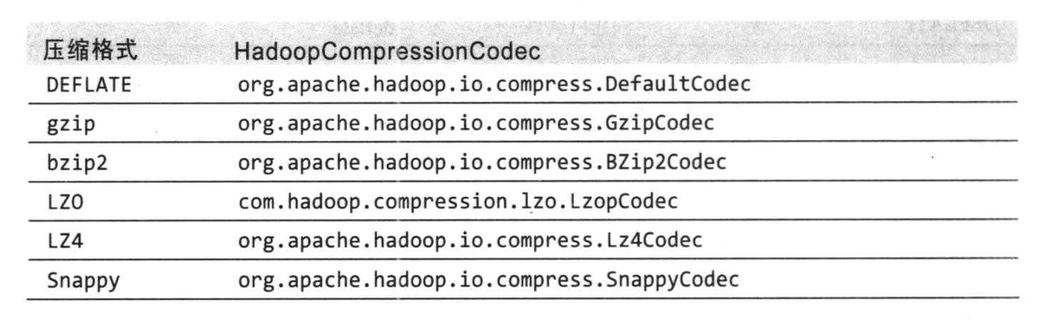 压缩格式 HadoopCompressionCodec
DEFLATE org.apache.hadoop.io.compress.DefaultCodec
gzip org.apache.hadoop.io.compress.GzipCodec
bzip2 org.apache.hadoop.io.compress.BZip2Codec
LZO com.hadoop.compression.lzo.LzopCodec
LZ4 org.apache.hadoop.io.compress.Lz4Codec
Snappy org.apache.hadoop.io.compress.SnappyCodec